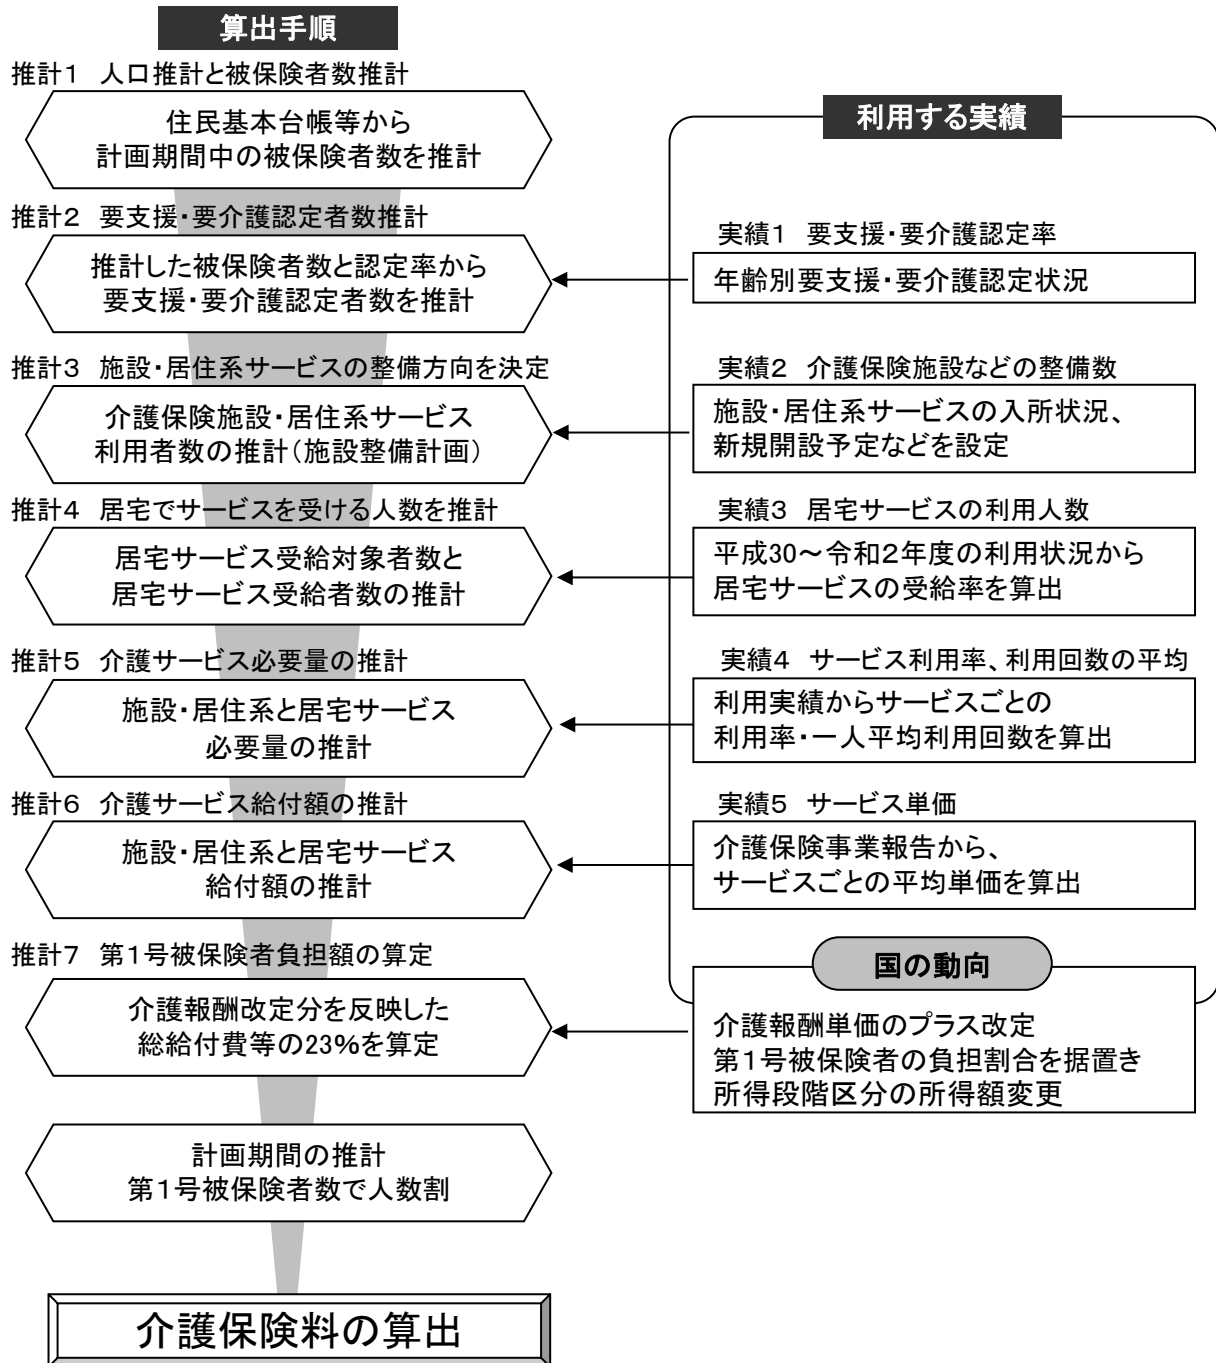 算出手順
推計1 人口推計と被保険者数推計
住民基本台帳等から
計画期間中の被保険者数を推計
推計2 要支援・要介護認定者数推計
推計した被保険者数と認定率から
要支援・要介護認定者数を推計
推計3 施設・居住系サービスの整備方向を決定
介護保険施設・居住系サービス
利用者数の推計（施設整備計画）
推計4 居宅でサービスを受ける人数を推計
居宅サービス受給対象者数と
居宅サービス受給者数の推計
推計5 介護サービス必要量の推計
施設・居住系と居宅サービス
必要量の推計
推計6 介護サービス給付額の推計
施設・居住系と居宅サービス
給付額の推計
推計7 第1号被保険者負担額の算定
介護報酬改定分を反映した
総給付費等の23%を算定
計画期間の推計
第1号被保険者数で人数割
介護保険料の算出
利用する実績
実績1 要支援・要介護認定率
年齢別要支援・要介護認定状況
実績2 介護保険施設などの整備数
施設・居住系サービスの入所状況、
新規開設予定などを設定
実績3 居宅サービスの利用人数
平成30～令和2年度の利用状況から
居宅サービスの受給率を算出
実績4 サービス利用率、利用回数の平均
利用実績からサービスごとの
利用率・一人平均利用回数を算出
実績5 サービス単価
介護保険事業報告から、
サービスごとの平均単価を算出
国の動向
介護報酬単価のプラス改定
第1号被保険者の負担割合を据置き
所得段階区分の所得額変更